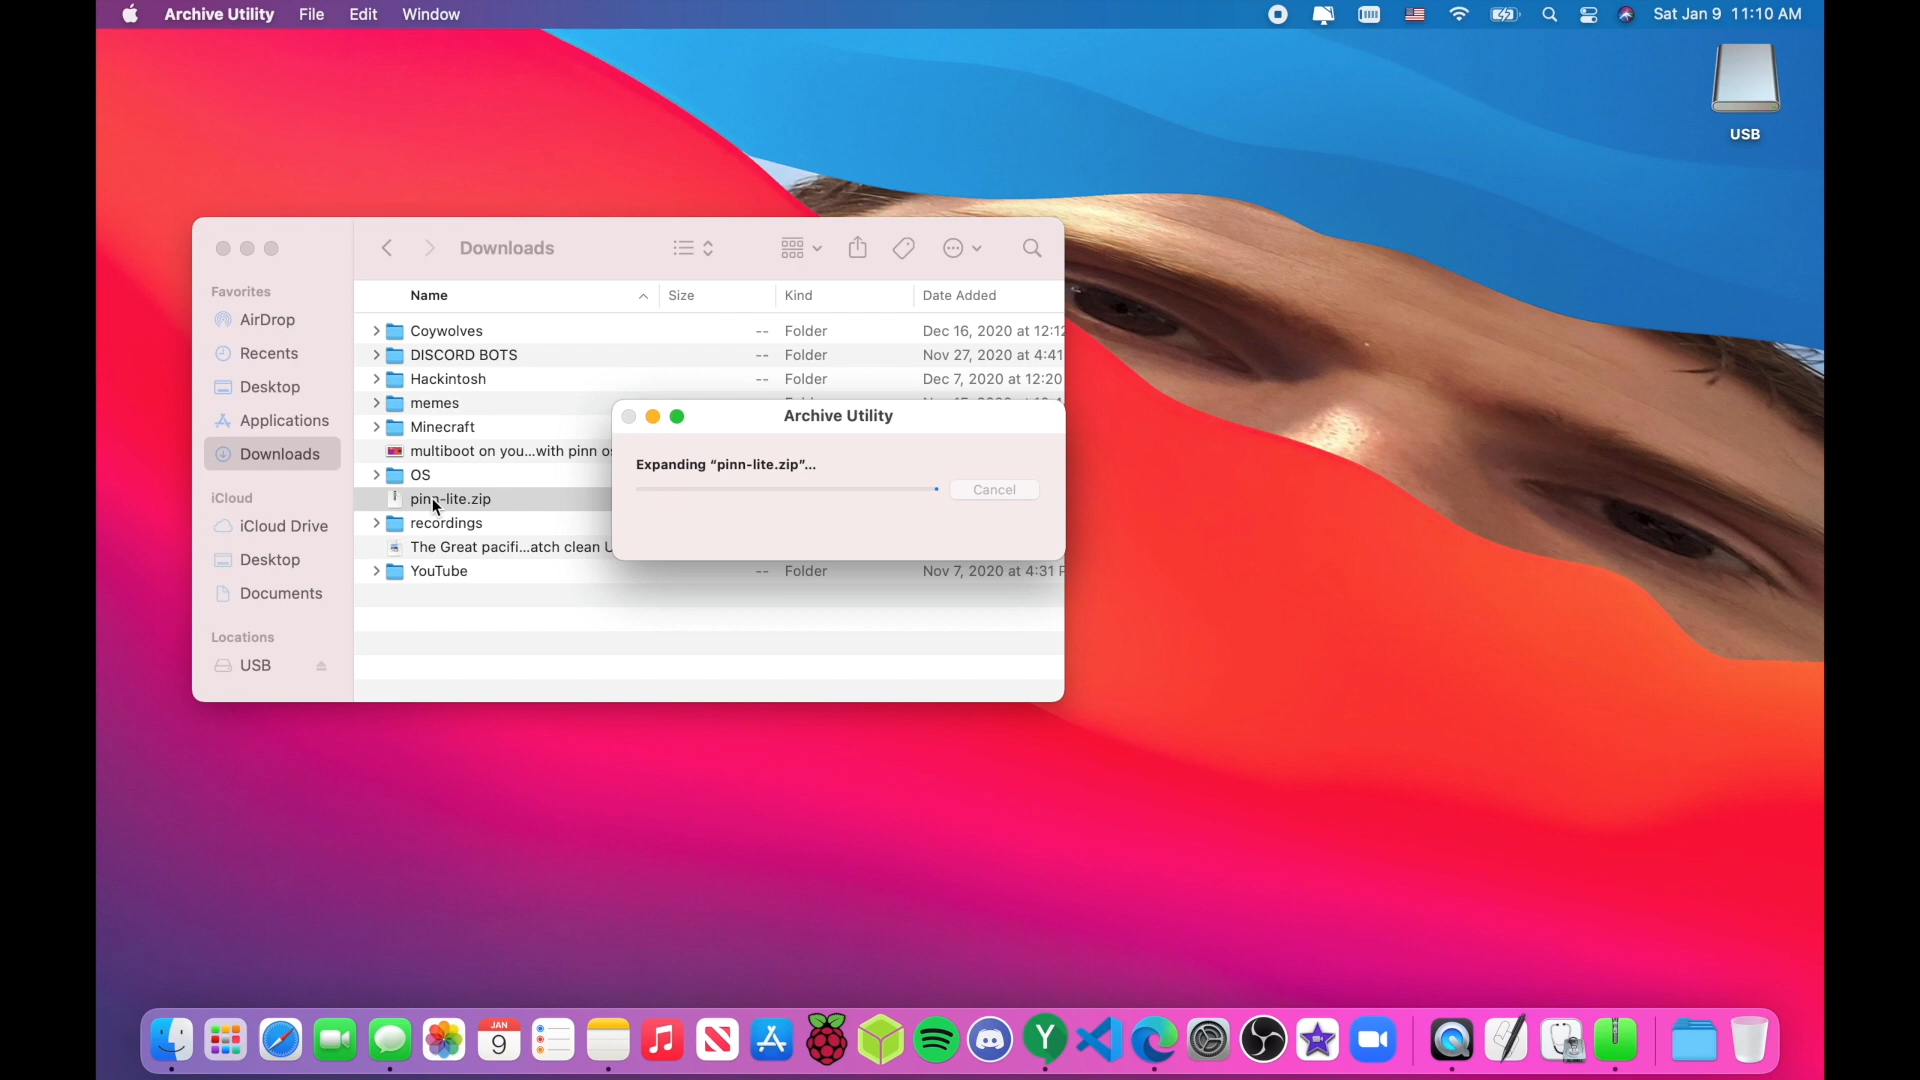 Archive Utility File Edit Window Sat Jan 9 11:10 AM
USB
Downloads
Favorites
AirDrop
Recents
Desktop
Applications
Downloads
iCloud
iCloud Drive
Desktop
Documents
Locations
USB
Name Size Kind Date Added
Coywolves -- Folder Dec 16, 2020 at 12:12
DISCORD BOTS -- Folder Nov 27, 2020 at 4:41
Hackintosh -- Folder Dec 7, 2020 at 12:20
memes
Minecraft
multiboot on you...with pinn
OS
pinn-lite.zip
recordings
The Great pacifi...atch clean
YouTube -- Folder Nov 7, 2020 at 4:31
Archive Utility
Expanding “pinn-lite.zip”...
Cancel
JAN
9
Y